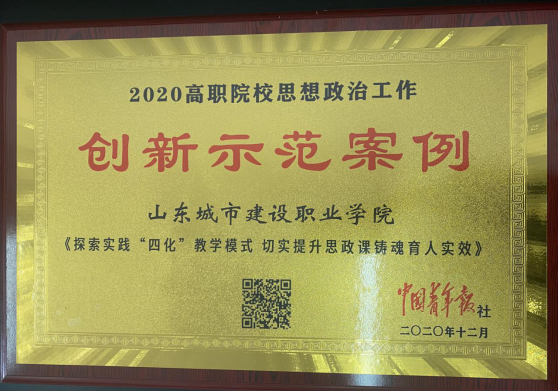 2020高职院校思想政治工作
创新示范案例
山东城市建设职业学院
《探索实践“四化”教学模式 切实提升思政课铸魂育人实效》
中国青年报社
二〇二〇年十二月